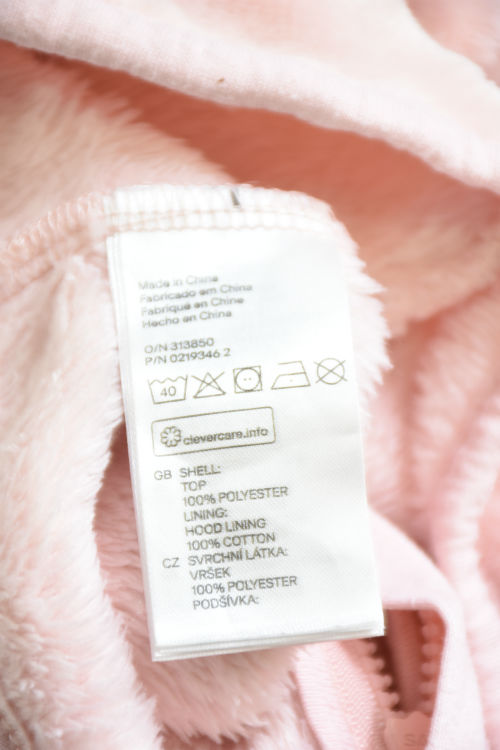 Made in China
Fabricado em China
Fabriqué en Chine
Hecho en China
O/N 313850
P/N 0219346 2
40
clevercare.info
GB SHELL:
TOP
100% POLYESTER
LINING:
HOOD LINING
100% COTTON
CZ SVRCHNÍ LÁTKA:
VRŠEK
100% POLYESTER
PODŠÍVKA: